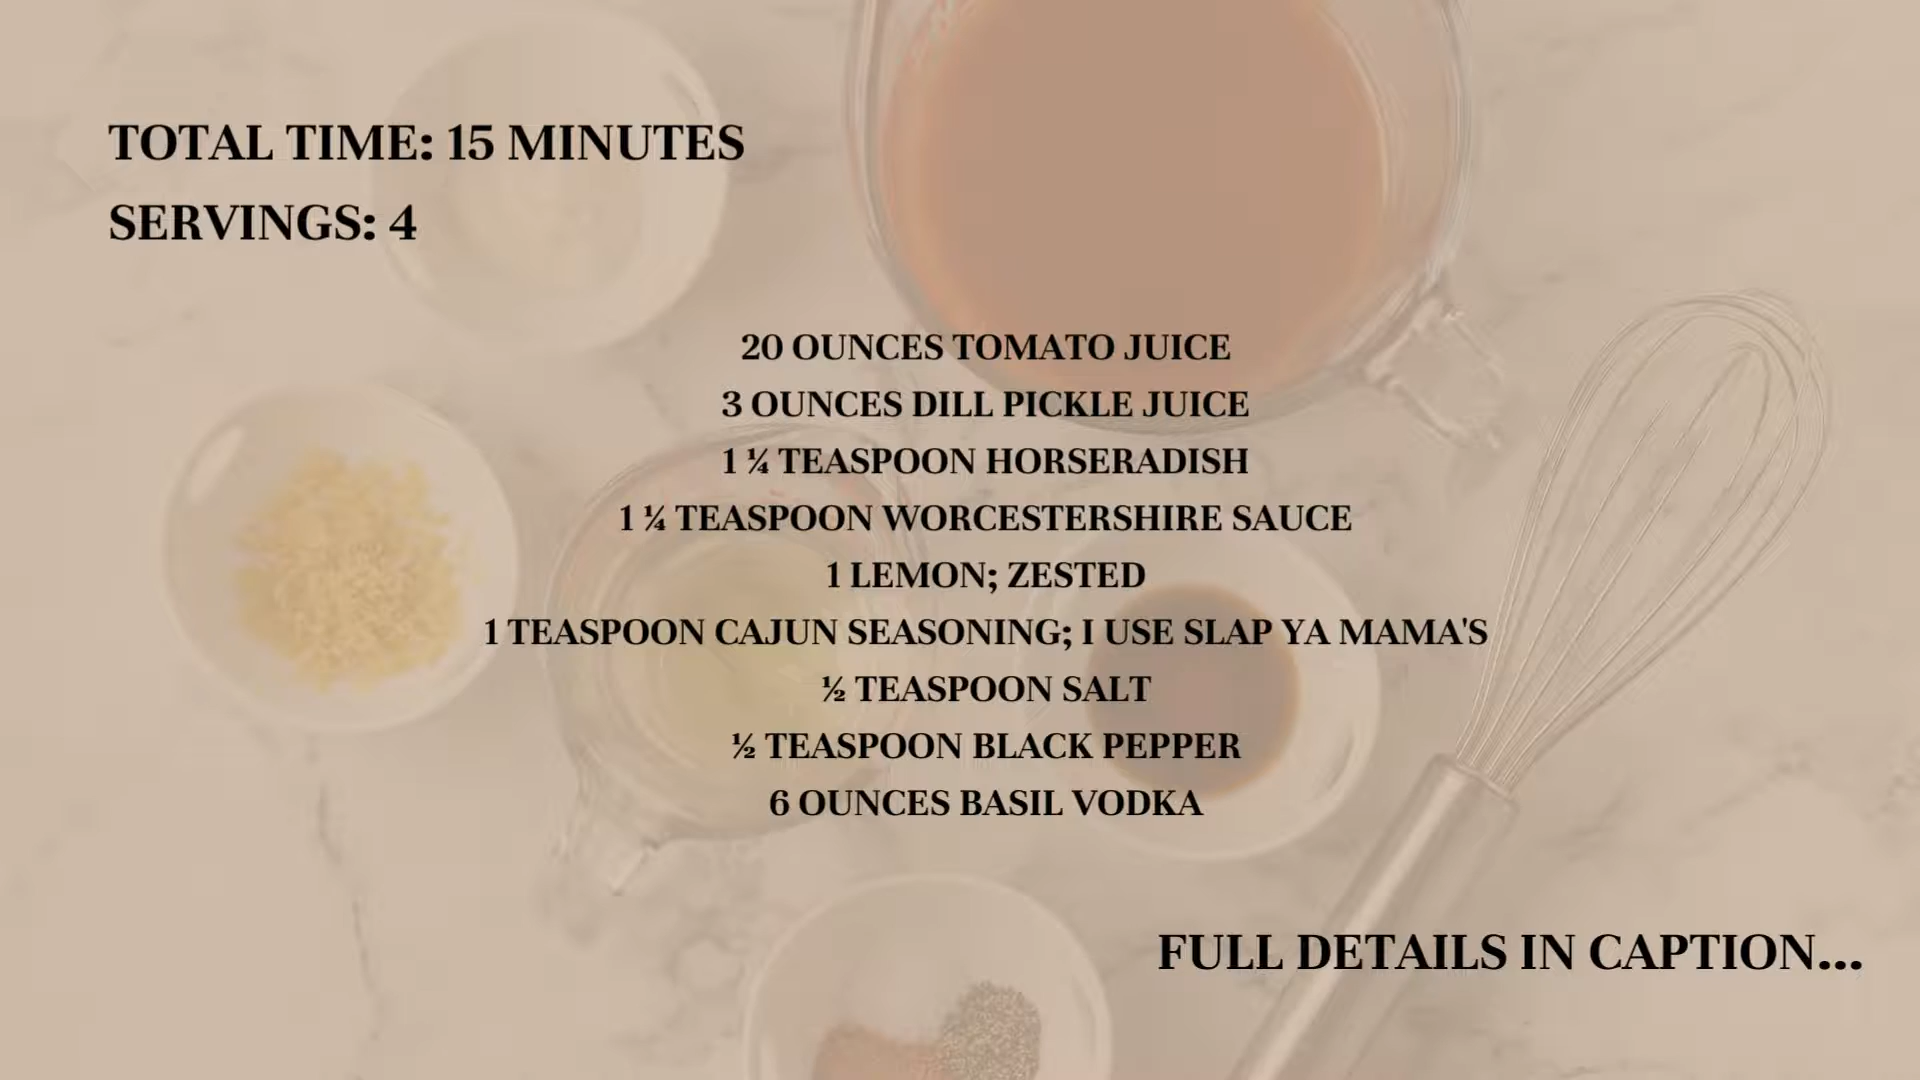 TOTAL TIME: 15 MINUTES
SERVINGS: 4
20 OUNCES TOMATO JUICE
3 OUNCES DILL PICKLE JUICE
1 ¼ TEASPOON HORSERADISH
1 ¼ TEASPOON WORCESTERSHIRE SAUCE
1 LEMON; ZESTED
1 TEASPOON CAJUN SEASONING; I USE SLAP YA MAMA'S
½ TEASPOON SALT
½ TEASPOON BLACK PEPPER
6 OUNCES BASIL VODKA
FULL DETAILS IN CAPTION...